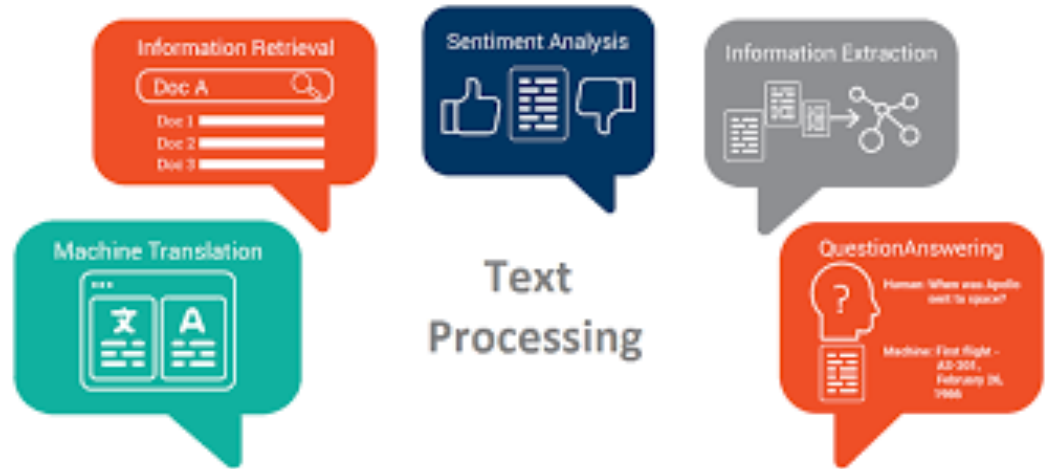 Information Retrieval
Doc A
Doc 1
Doc 2
Doc 3
Sentiment Analysis
Information Extraction
Machine Translation
文 A
Text
Processing
QuestionAnswering
?
Human: When was Apollo
sent to space?
Machine: First flight -
AS-201,
February 26,
1966